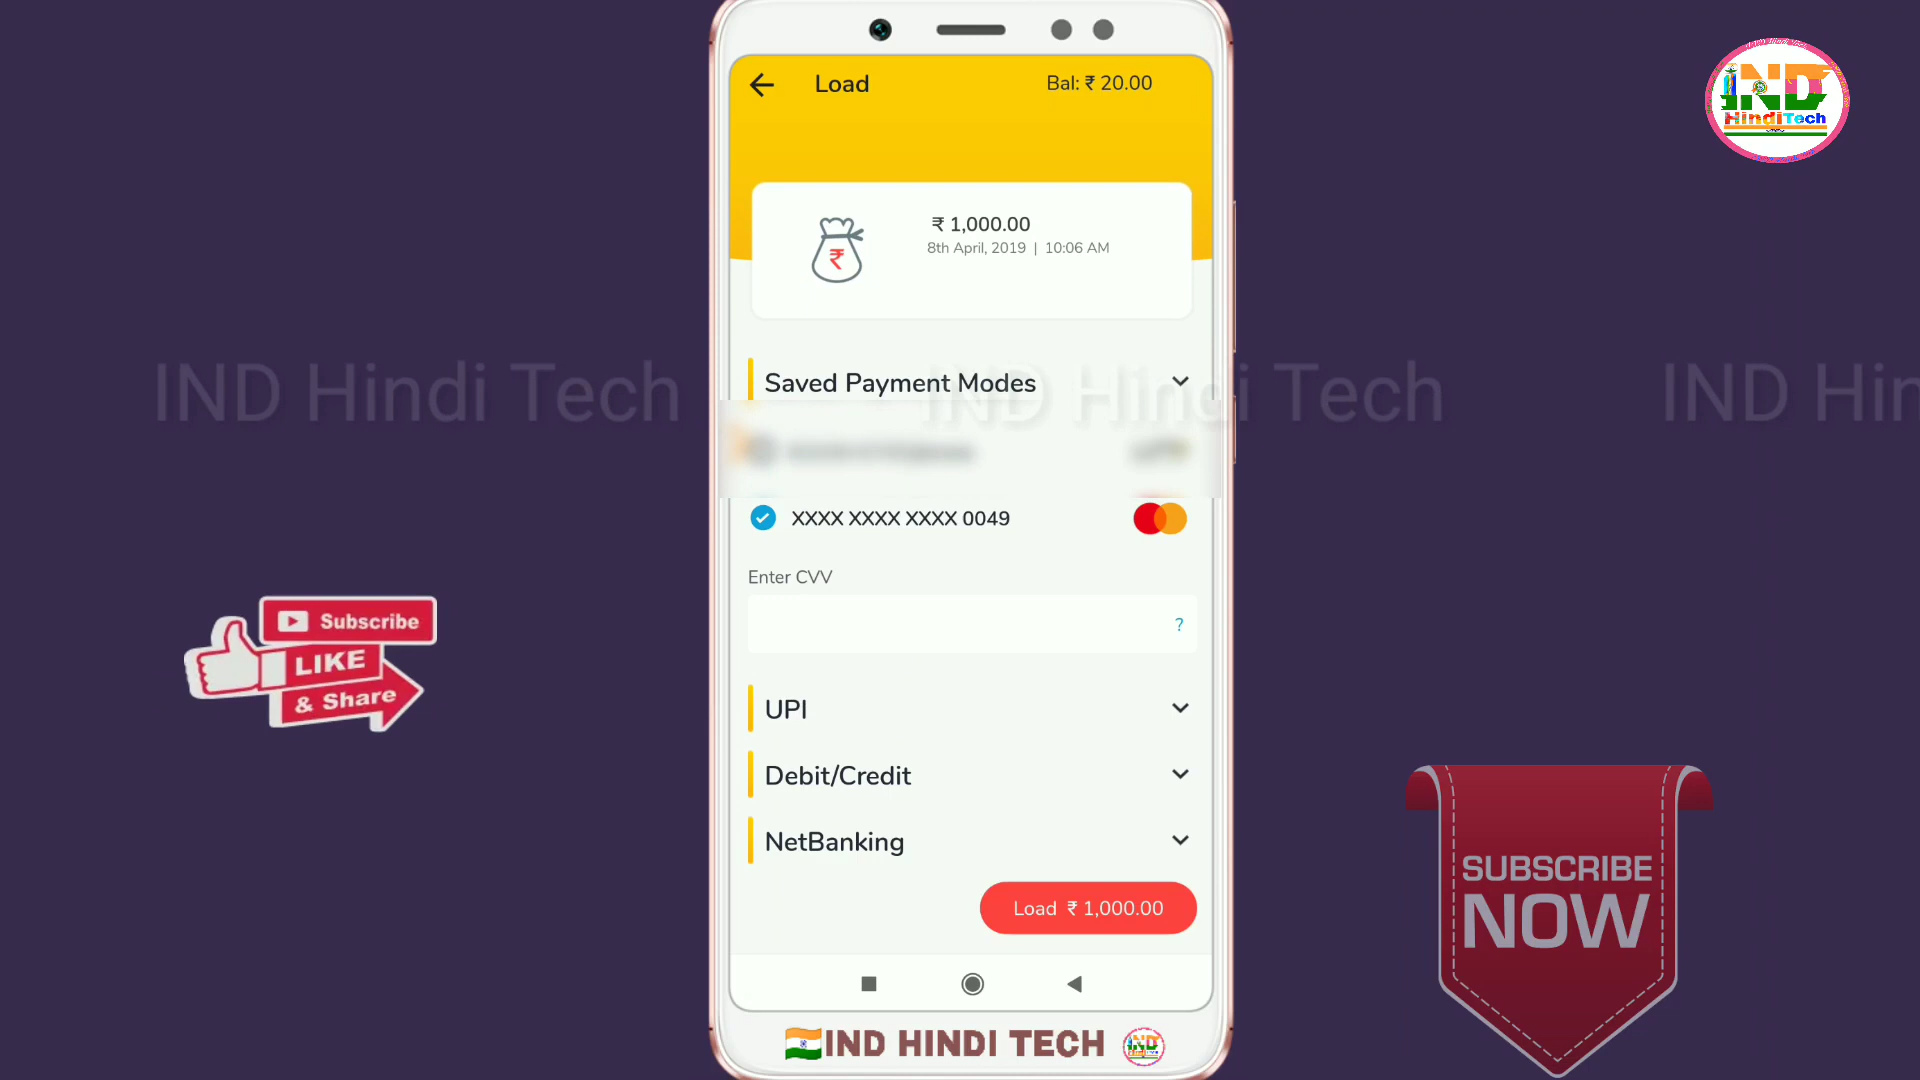 Load
Bal: ₹ 20.00
IND
HindiTech
₹ 1,000.00
8th April, 2019 | 10:06 AM
₹
Saved Payment Modes
IND Hindi Tech
IND Hindi Tech
IND Hin
XXXX XXXX XXXX 0049
Enter CVV
?
Subscribe
LIKE
& Share
UPI
Debit/Credit
NetBanking
Load ₹ 1,000.00
SUBSCRIBE
NOW
IND HINDI TECH
IND